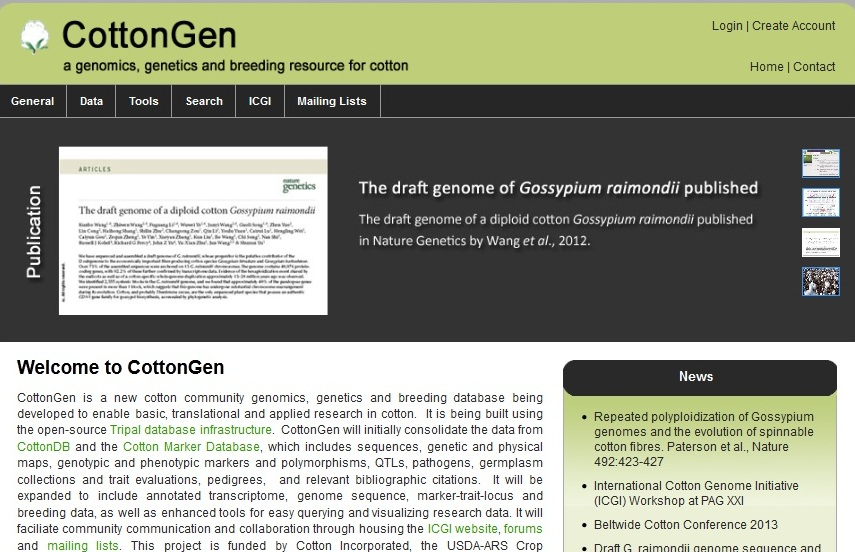 CottonGen
a genomics, genetics and breeding resource for cotton
Login | Create Account
Home | Contact
General
Data
Tools
Search
ICGI
Mailing Lists
Publication
ARTICLES
nature
genetics
The draft genome of a diploid cotton Gossypium raimondii
The draft genome of Gossypium raimondii published
The draft genome of a diploid cotton Gossypium raimondii published
in Nature Genetics by Wang et al., 2012.
Welcome to CottonGen
CottonGen is a new cotton community genomics, genetics and breeding database being
developed to enable basic, translational and applied research in cotton. It is being built using
the open-source Tripal database infrastructure. CottonGen will initially consolidate the data from
CottonDB and the Cotton Marker Database, which includes sequences, genetic and physical
maps, genotypic and phenotypic markers and polymorphisms, QTLs, pathogens, germplasm
collections and trait evaluations, pedigrees, and relevant bibliographic citations. It will be
expanded to include annotated transcriptome, genome sequence, marker-trait-locus and
breeding data, as well as enhanced tools for easy querying and visualizing research data. It will
faciliate community communication and collaboration through housing the ICGI website, forums
and mailing lists. This project is funded by Cotton Incorporated, the USDA-ARS Crop
News
Repeated polyploidization of Gossypium
genomes and the evolution of spinnable
cotton fibres. Paterson et al., Nature
492:423-427
International Cotton Genome Initiative
(ICGI) Workshop at PAG XXI
Beltwide Cotton Conference 2013
Draft G. raimondii genome sequence and